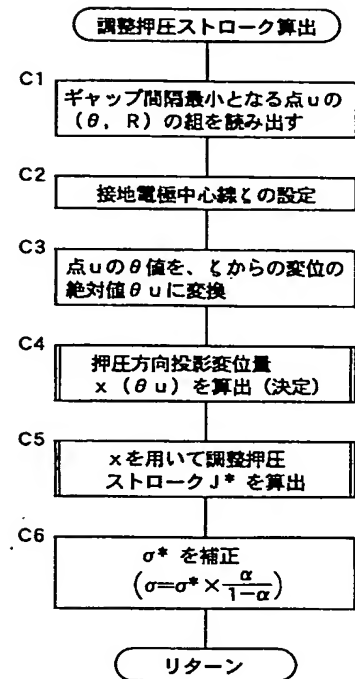 調整押圧ストローク算出
C1
ギャップ間隔最小となる点uの
(θ, R) の組を読み出す
C2
接地電極中心線ζの設定
C3
点uのθ値を、ζからの変位の
絶対値θuに変換
C4
押圧方向投影変位量
x (θu) を算出 (決定)
C5
xを用いて調整押圧
ストロークJ* を算出
C6
σ* を補正
(σ=σ*×α/1-α)
リターン